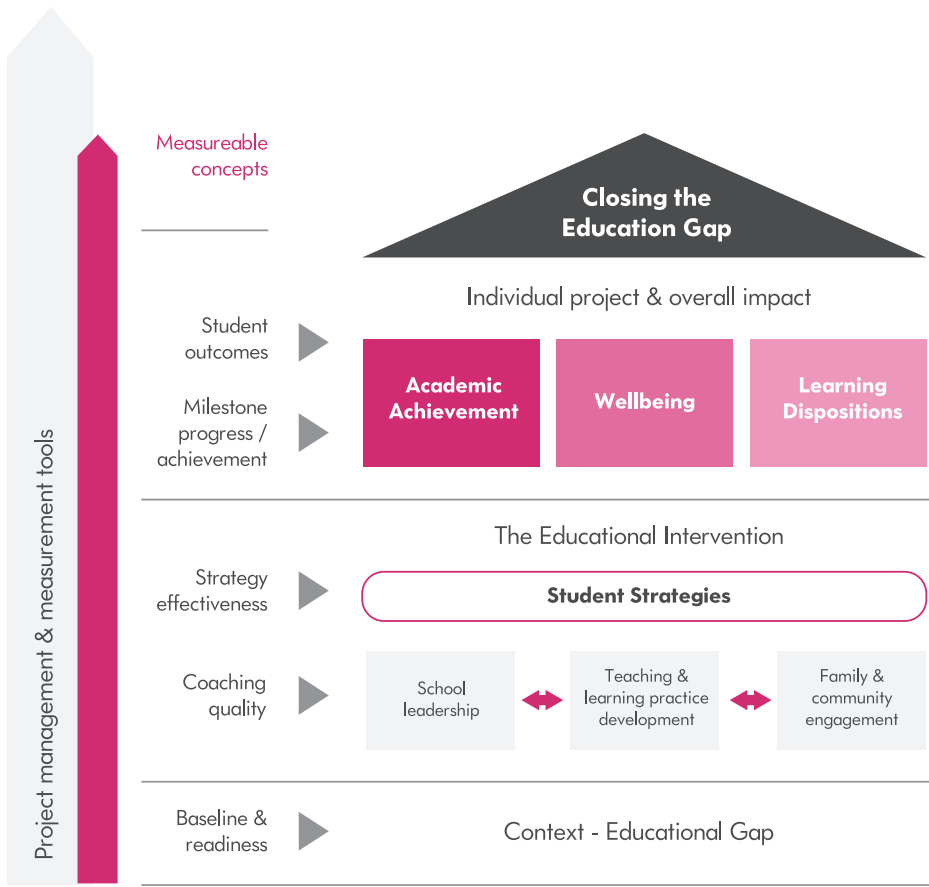 Measureable
concepts
Closing the
Education Gap
Individual project & overall impact
Student
outcomes
Milestone
progress /
achievement
Academic
Achievement
Wellbeing
Learning
Dispositions
The Educational Intervention
Strategy
effectiveness
Student Strategies
Coaching
quality
School
leadership
Teaching &
learning practice
development
Family &
community
engagement
Baseline &
readiness
Context - Educational Gap
Project management & measurement tools